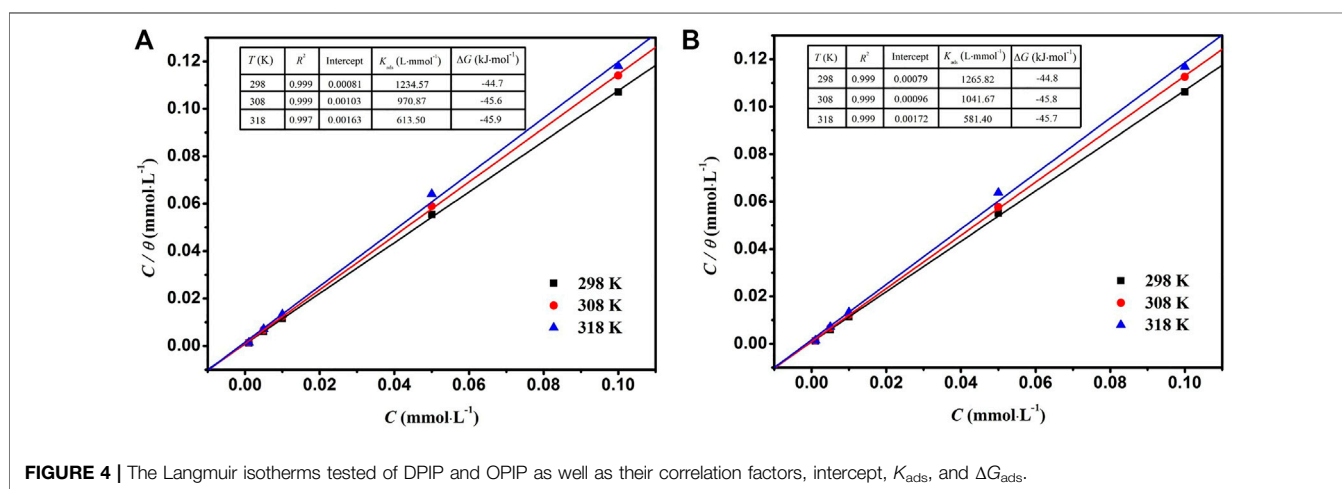 A
T (K) R² Intercept K_ads (L·mmol⁻¹) ΔG (kJ·mol⁻¹)
298 0.999 0.00081 1234.57 -44.7
308 0.999 0.00103 970.87 -45.6
318 0.997 0.00163 613.50 -45.9
0.12
0.10
0.08
0.06
0.04
0.02
0.00
C / θ (mmol·L⁻¹)
298 K
308 K
318 K
0.00 0.02 0.04 0.06 0.08 0.10
C (mmol·L⁻¹)
B
T (K) R² Intercept K_ads (L·mmol⁻¹) ΔG (kJ·mol⁻¹)
298 0.999 0.00079 1265.82 -44.8
308 0.999 0.00096 1041.67 -45.8
318 0.999 0.00172 581.40 -45.7
0.12
0.10
0.08
0.06
0.04
0.02
0.00
C / θ (mmol·L⁻¹)
298 K
308 K
318 K
0.00 0.02 0.04 0.06 0.08 0.10
C (mmol·L⁻¹)
FIGURE 4 | The Langmuir isotherms tested of DPIP and OPIP as well as their correlation factors, intercept, K_ads, and ΔG_ads.